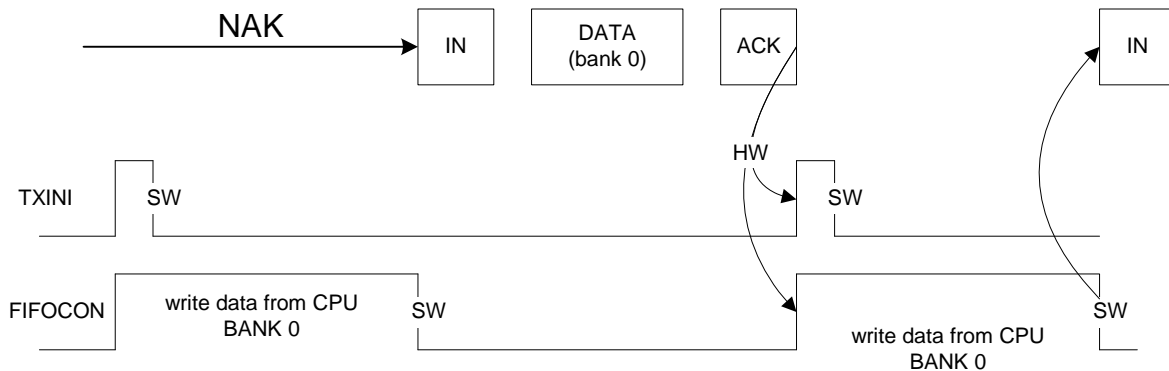 NAK
IN
DATA
(bank 0)
ACK
IN
HW
TXINI
SW
SW
FIFOCON
write data from CPU
BANK 0
SW
write data from CPU
BANK 0
SW